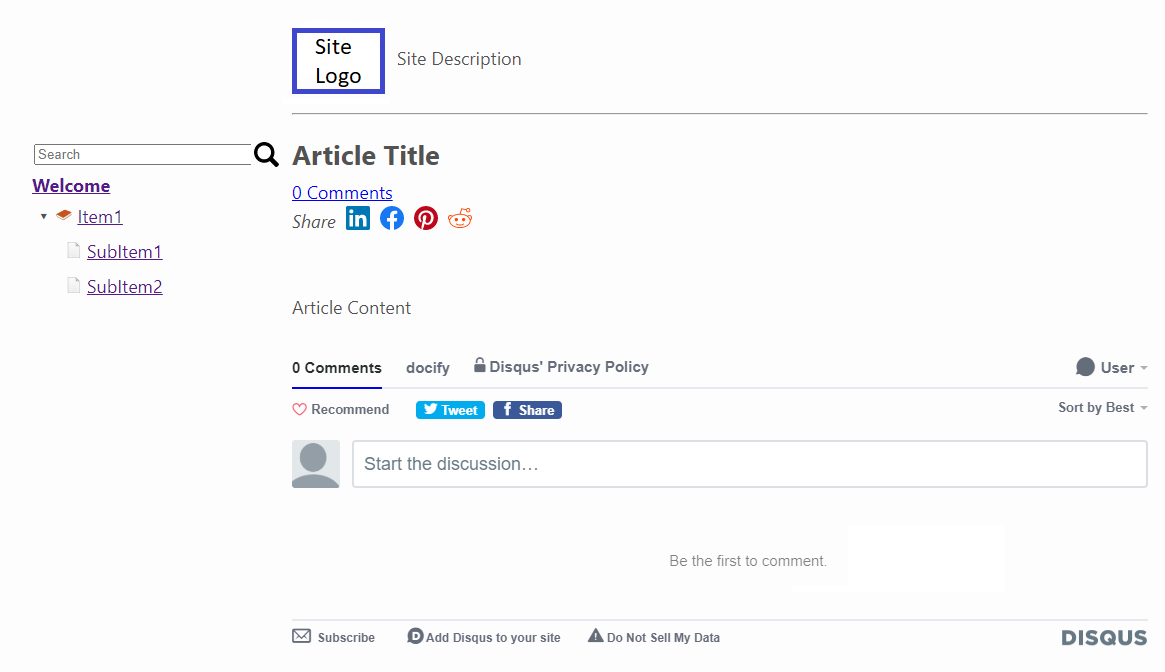 Site
Logo
Site Description
Search
Welcome
Item1
SubItem1
SubItem2
Article Title
0 Comments
Share
Article Content
0 Comments docify Disqus' Privacy Policy User
Recommend Tweet Share Sort by Best
Start the discussion…
Be the first to comment.
Subscribe Add Disqus to your site Do Not Sell My Data DISQUS